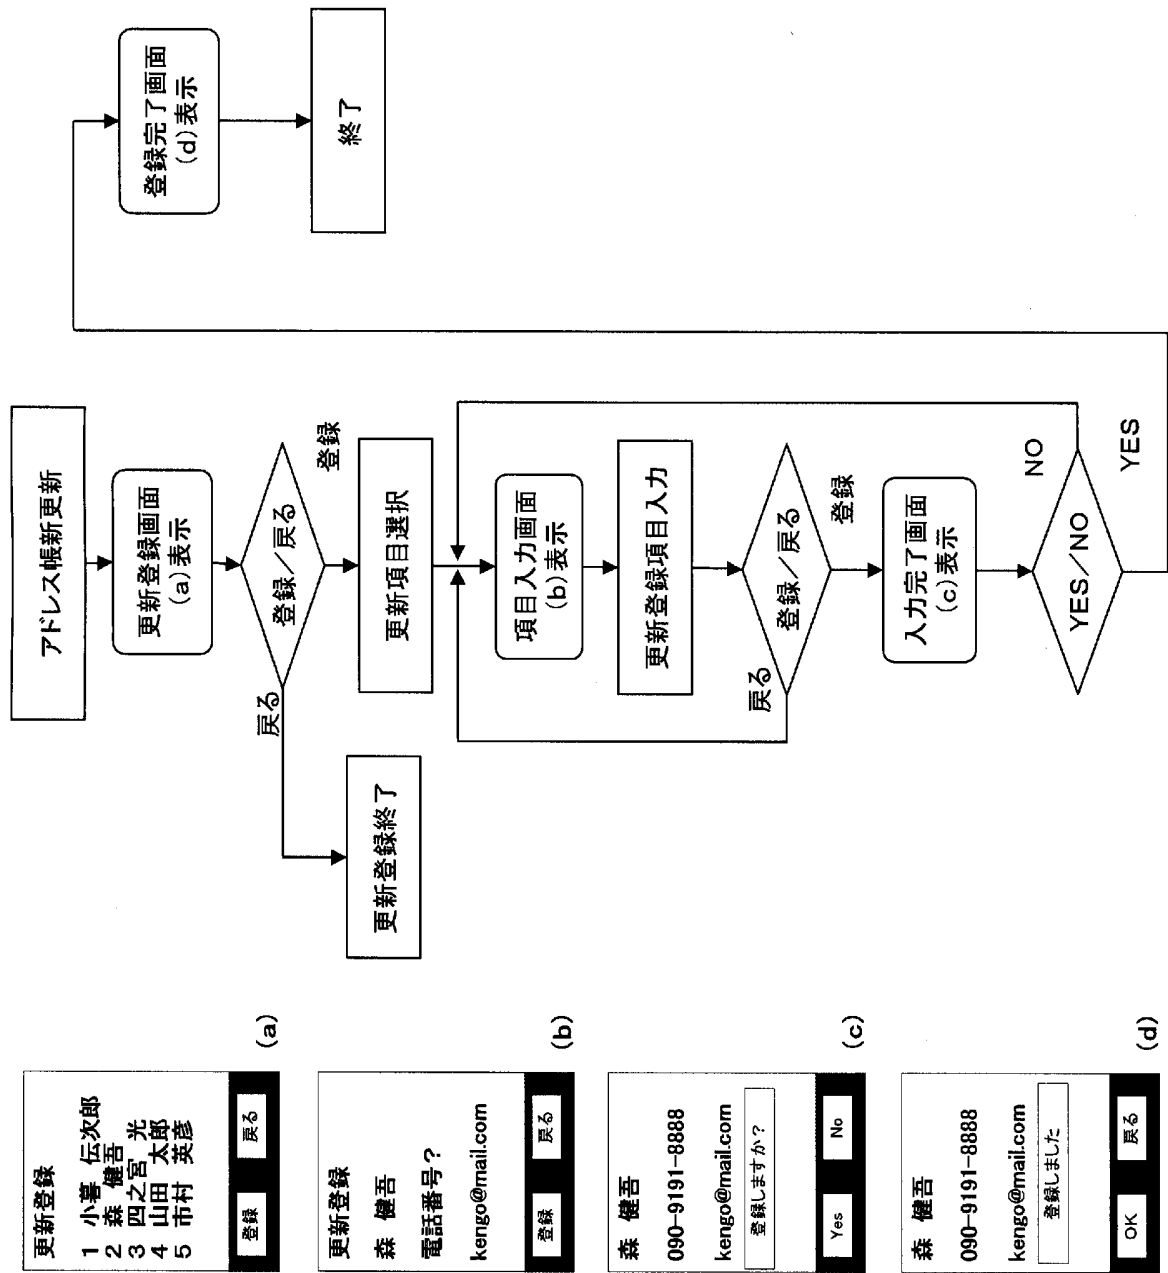 アドレス帳新更新
更新登録画面
(a)表示
登録／戻る
戻る
登録
更新登録終了
更新項目選択
項目入力画面
(b)表示
更新登録項目入力
登録／戻る
戻る
登録
入力完了画面
(c)表示
YES／NO
NO
YES
登録完了画面
(d)表示
終了
更新登録
1 小暮 伝次郎
2 森 健吾
3 四之宮 光
4 山田 太郎
5 市村 英彦
登録
戻る
(a)
更新登録
森 健吾
電話番号?
kengo@mail.com
登録
戻る
(b)
森 健吾
090-9191-8888
kengo@mail.com
登録しますか?
Yes
No
(c)
森 健吾
090-9191-8888
kengo@mail.com
登録しました
OK
戻る
(d)